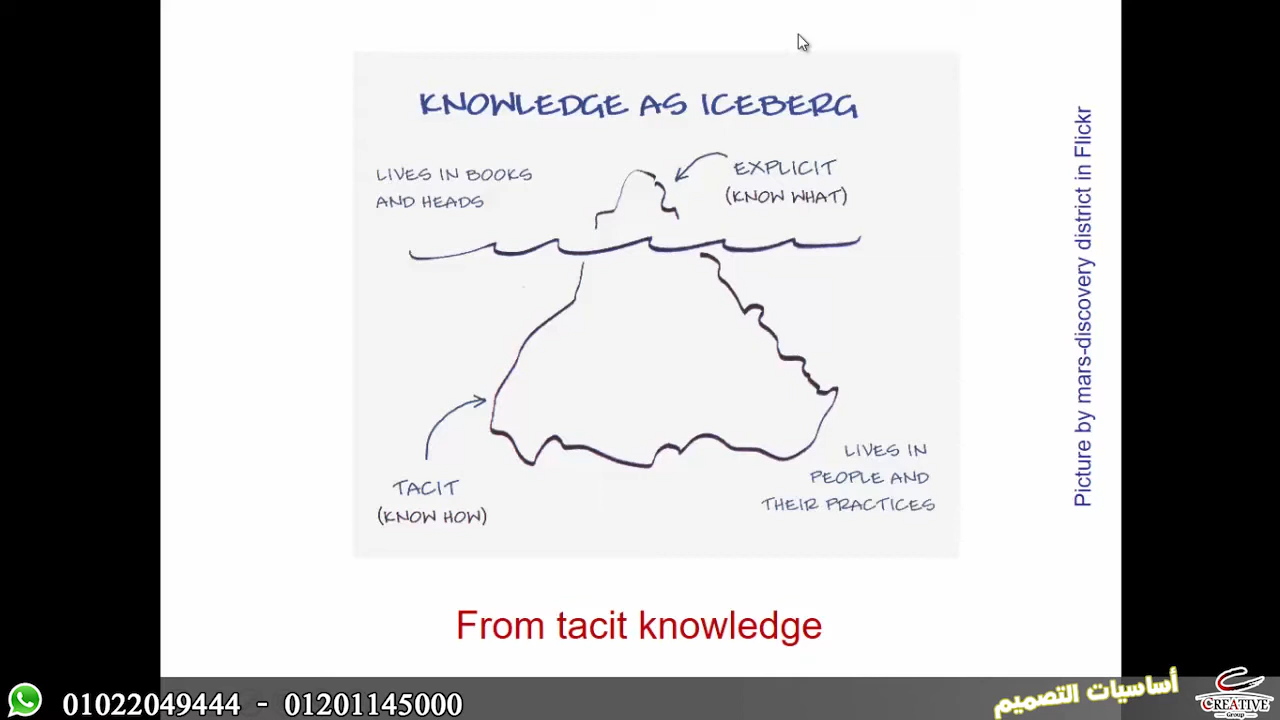 KNOWLEDGE AS ICEBERG
LIVES IN BOOKS
AND HEADS
EXPLICIT
(KNOW WHAT)
TACIT
(KNOW HOW)
LIVES IN
PEOPLE AND
THEIR PRACTICES
Picture by mars-discovery district in Flickr
From tacit knowledge
01022049444 - 01201145000
أساسيات التصميم
CREATIVE
Group